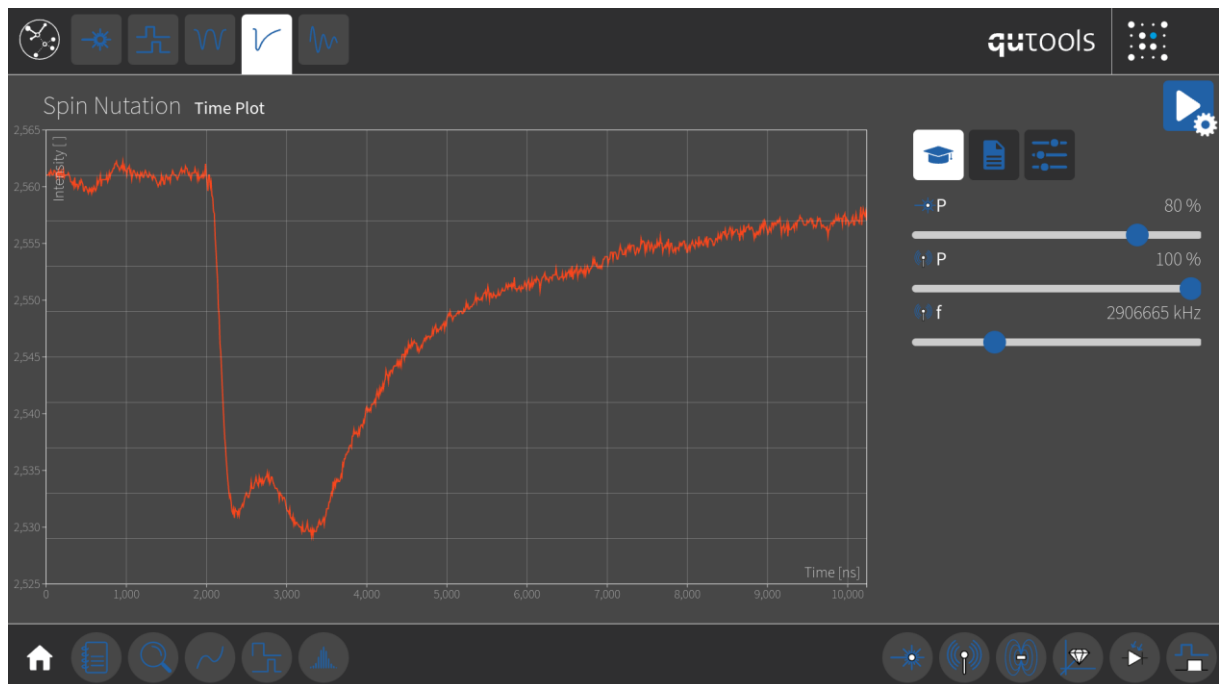 qutools
Spin Nutation Time Plot
2,565
Intensity [ ]
2,560
2,555
2,550
2,545
2,540
2,535
2,530
2,525
0 1,000 2,000 3,000 4,000 5,000 6,000 7,000 8,000 9,000 10,000
Time [ns]
P 80 %
P 100 %
f 2906665 kHz